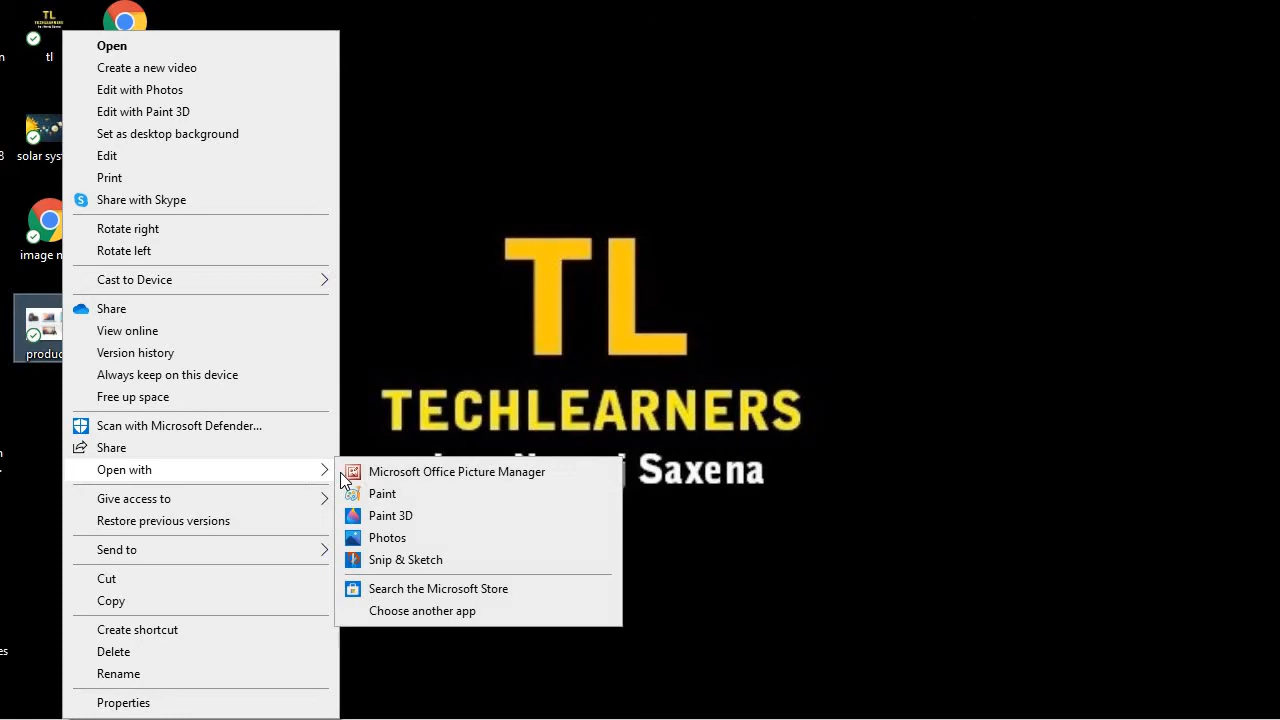 TL
TECHLEARNERS
tl
solar sys
image n
produc
Open
Create a new video
Edit with Photos
Edit with Paint 3D
Set as desktop background
Edit
Print
Share with Skype
Rotate right
Rotate left
Cast to Device
Share
View online
Version history
Always keep on this device
Free up space
Scan with Microsoft Defender...
Share
Open with
Give access to
Restore previous versions
Send to
Cut
Copy
Create shortcut
Delete
Rename
Properties
Microsoft Office Picture Manager
Paint
Paint 3D
Photos
Snip & Sketch
Search the Microsoft Store
Choose another app
TL
TECHLEARNERS
Saxena